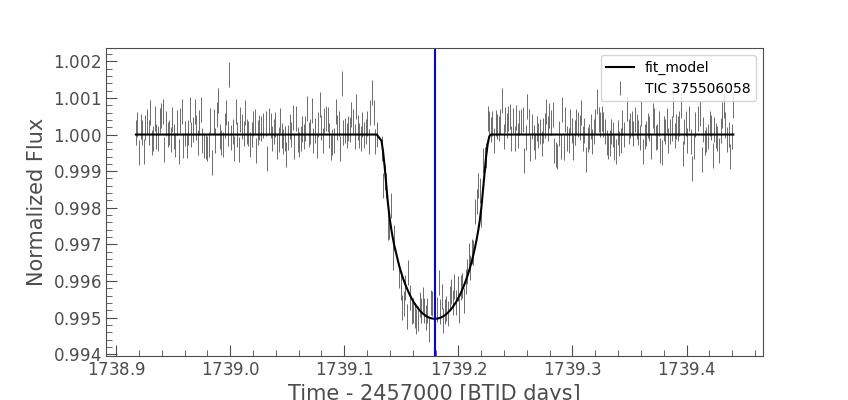 fit_model
TIC 375506058
Normalized Flux
1.002
1.001
1.000
0.999
0.998
0.997
0.996
0.995
0.994
1738.9 1739.0 1739.1 1739.2 1739.3 1739.4
Time - 2457000 [BTJD days]